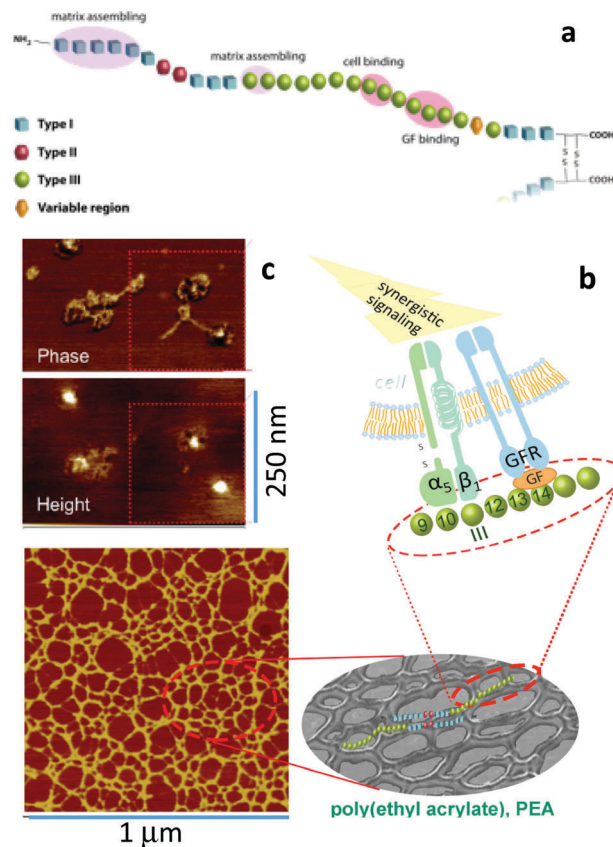 a
matrix assembling
NH2
matrix assembling
cell binding
GF binding
COOH
S S
S S
COOH
Type I
Type II
Type III
Variable region
c
b
Phase
Height
250 nm
synergistic
signaling
cell
S
S
α5 β1
GFR
GF
9 10 12 13 14
III
1 μm
poly(ethyl acrylate), PEA